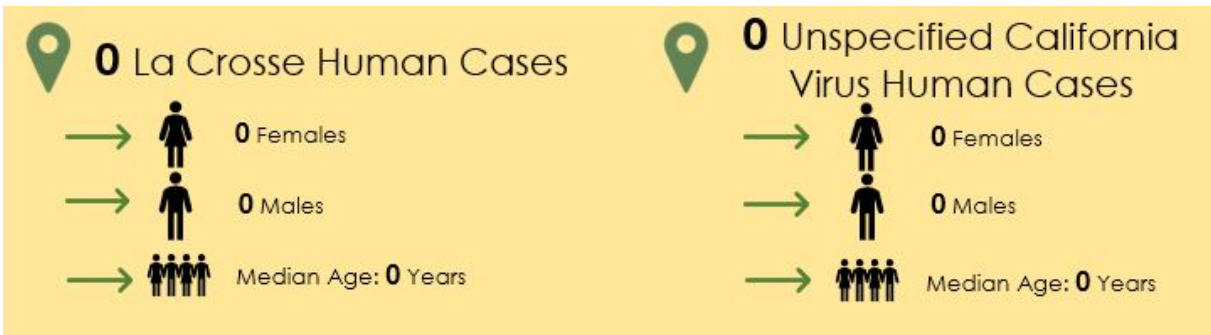 0 La Crosse Human Cases
0 Females
0 Males
Median Age: 0 Years
0 Unspecified California
Virus Human Cases
0 Females
0 Males
Median Age: 0 Years